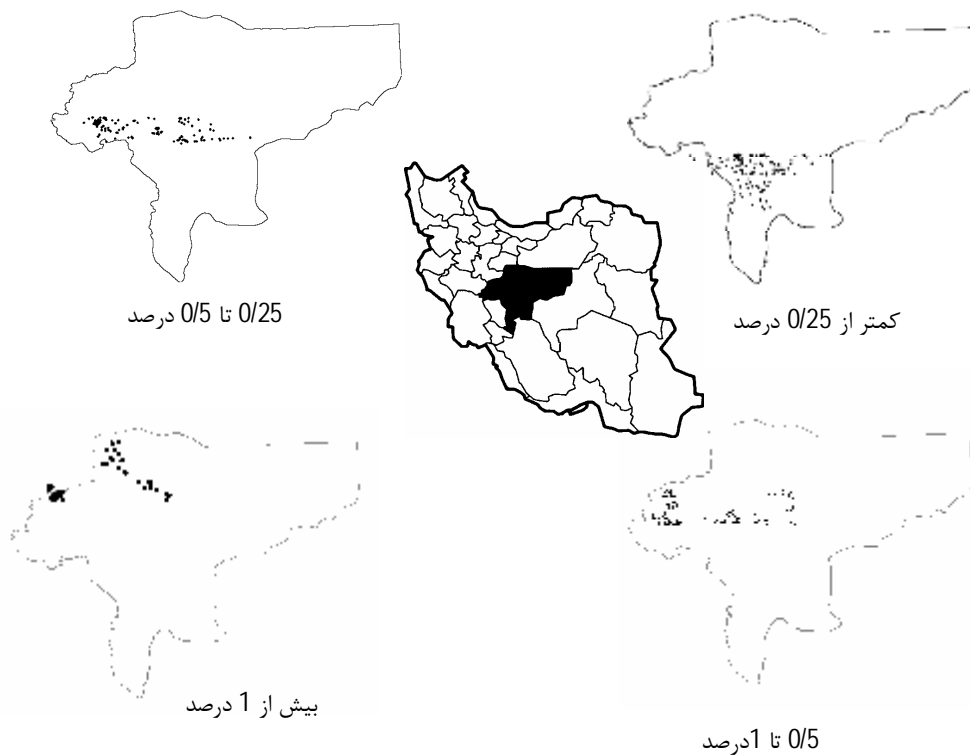 0/25 تا 0/5 درصد
کمتر از 0/25 درصد
بیش از 1 درصد
0/5 تا 1درصد